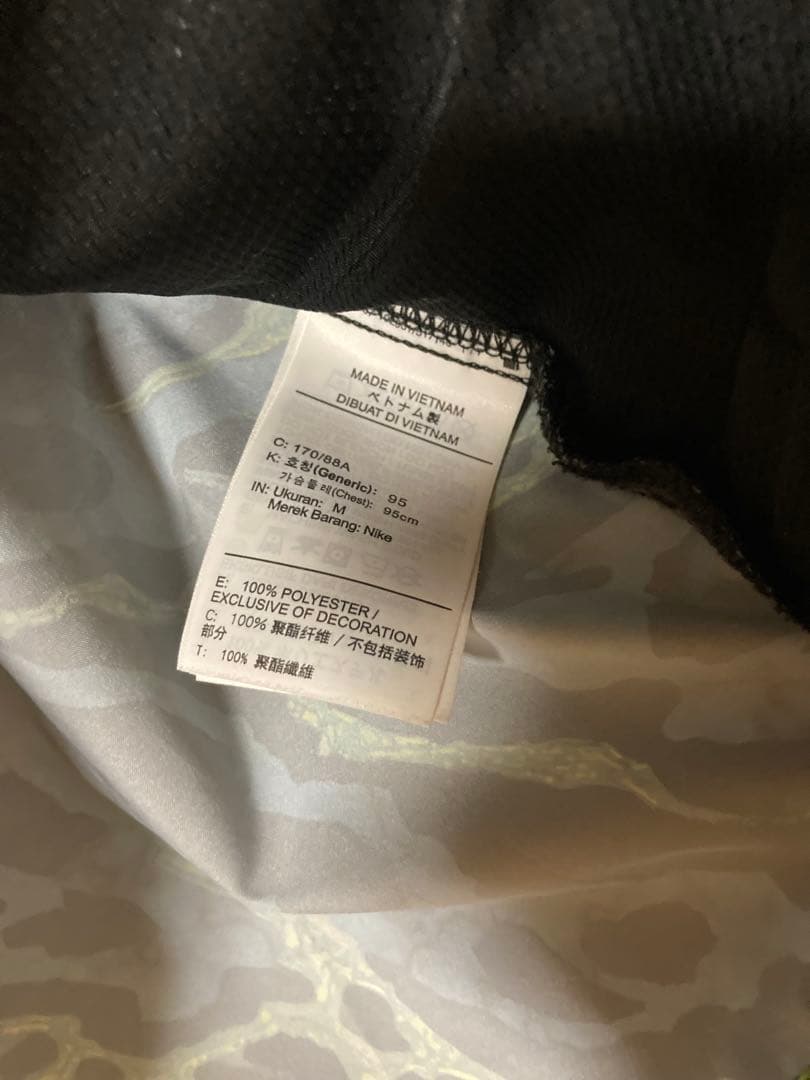 MADE IN VIETNAM
ベトナム製
DIBUAT DI VIETNAM
C: 170/88A
K: 호칭(Generic): 95
가슴둘레(Chest): 95cm
IN: Ukuran: M
Merek Barang: Nike
E: 100% POLYESTER /
EXCLUSIVE OF DECORATION
C: 100% 聚酯纤维 / 不包括装饰
部分
T: 100% 聚酯纖維